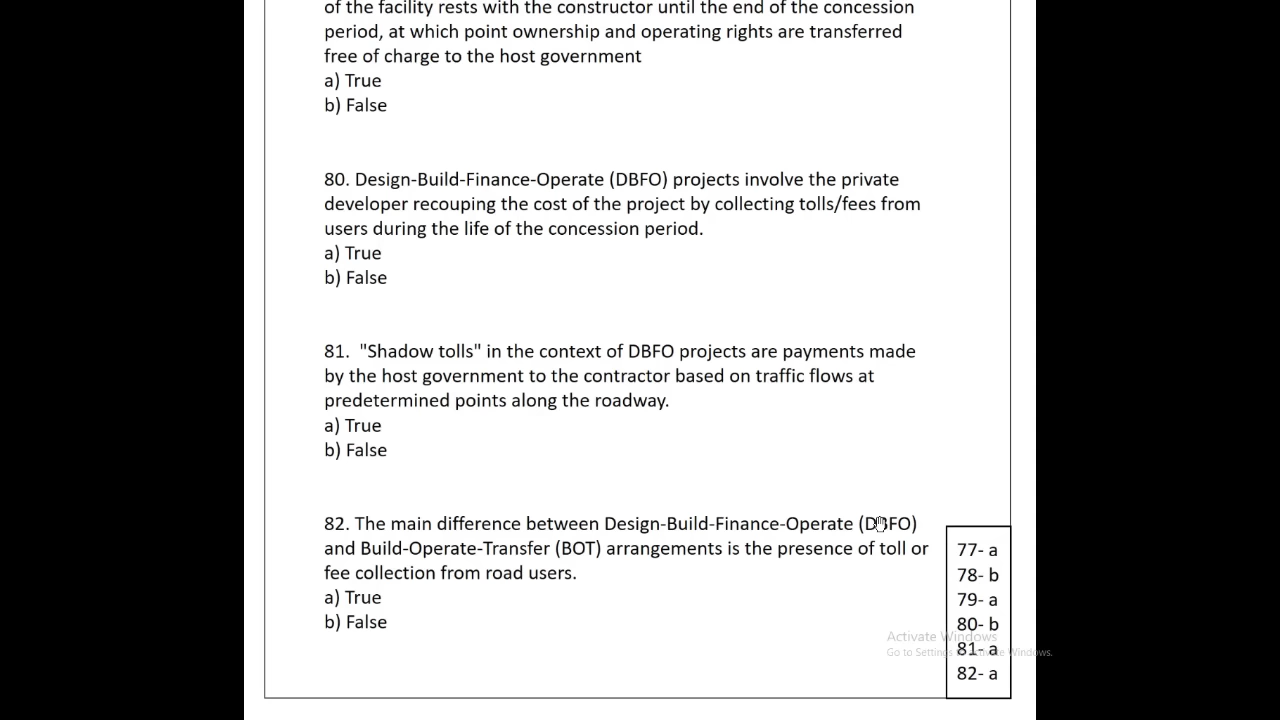 of the facility rests with the constructor until the end of the concession
period, at which point ownership and operating rights are transferred
free of charge to the host government
a) True
b) False
80. Design-Build-Finance-Operate (DBFO) projects involve the private
developer recouping the cost of the project by collecting tolls/fees from
users during the life of the concession period.
a) True
b) False
81.  "Shadow tolls" in the context of DBFO projects are payments made
by the host government to the contractor based on traffic flows at
predetermined points along the roadway.
a) True
b) False
82. The main difference between Design-Build-Finance-Operate (DBFO)
and Build-Operate-Transfer (BOT) arrangements is the presence of toll or
fee collection from road users.
a) True
b) False
77- a
78- b
79- a
80- b
81- a
82- a
Activate Windows
Go to Settings to activate Windows.